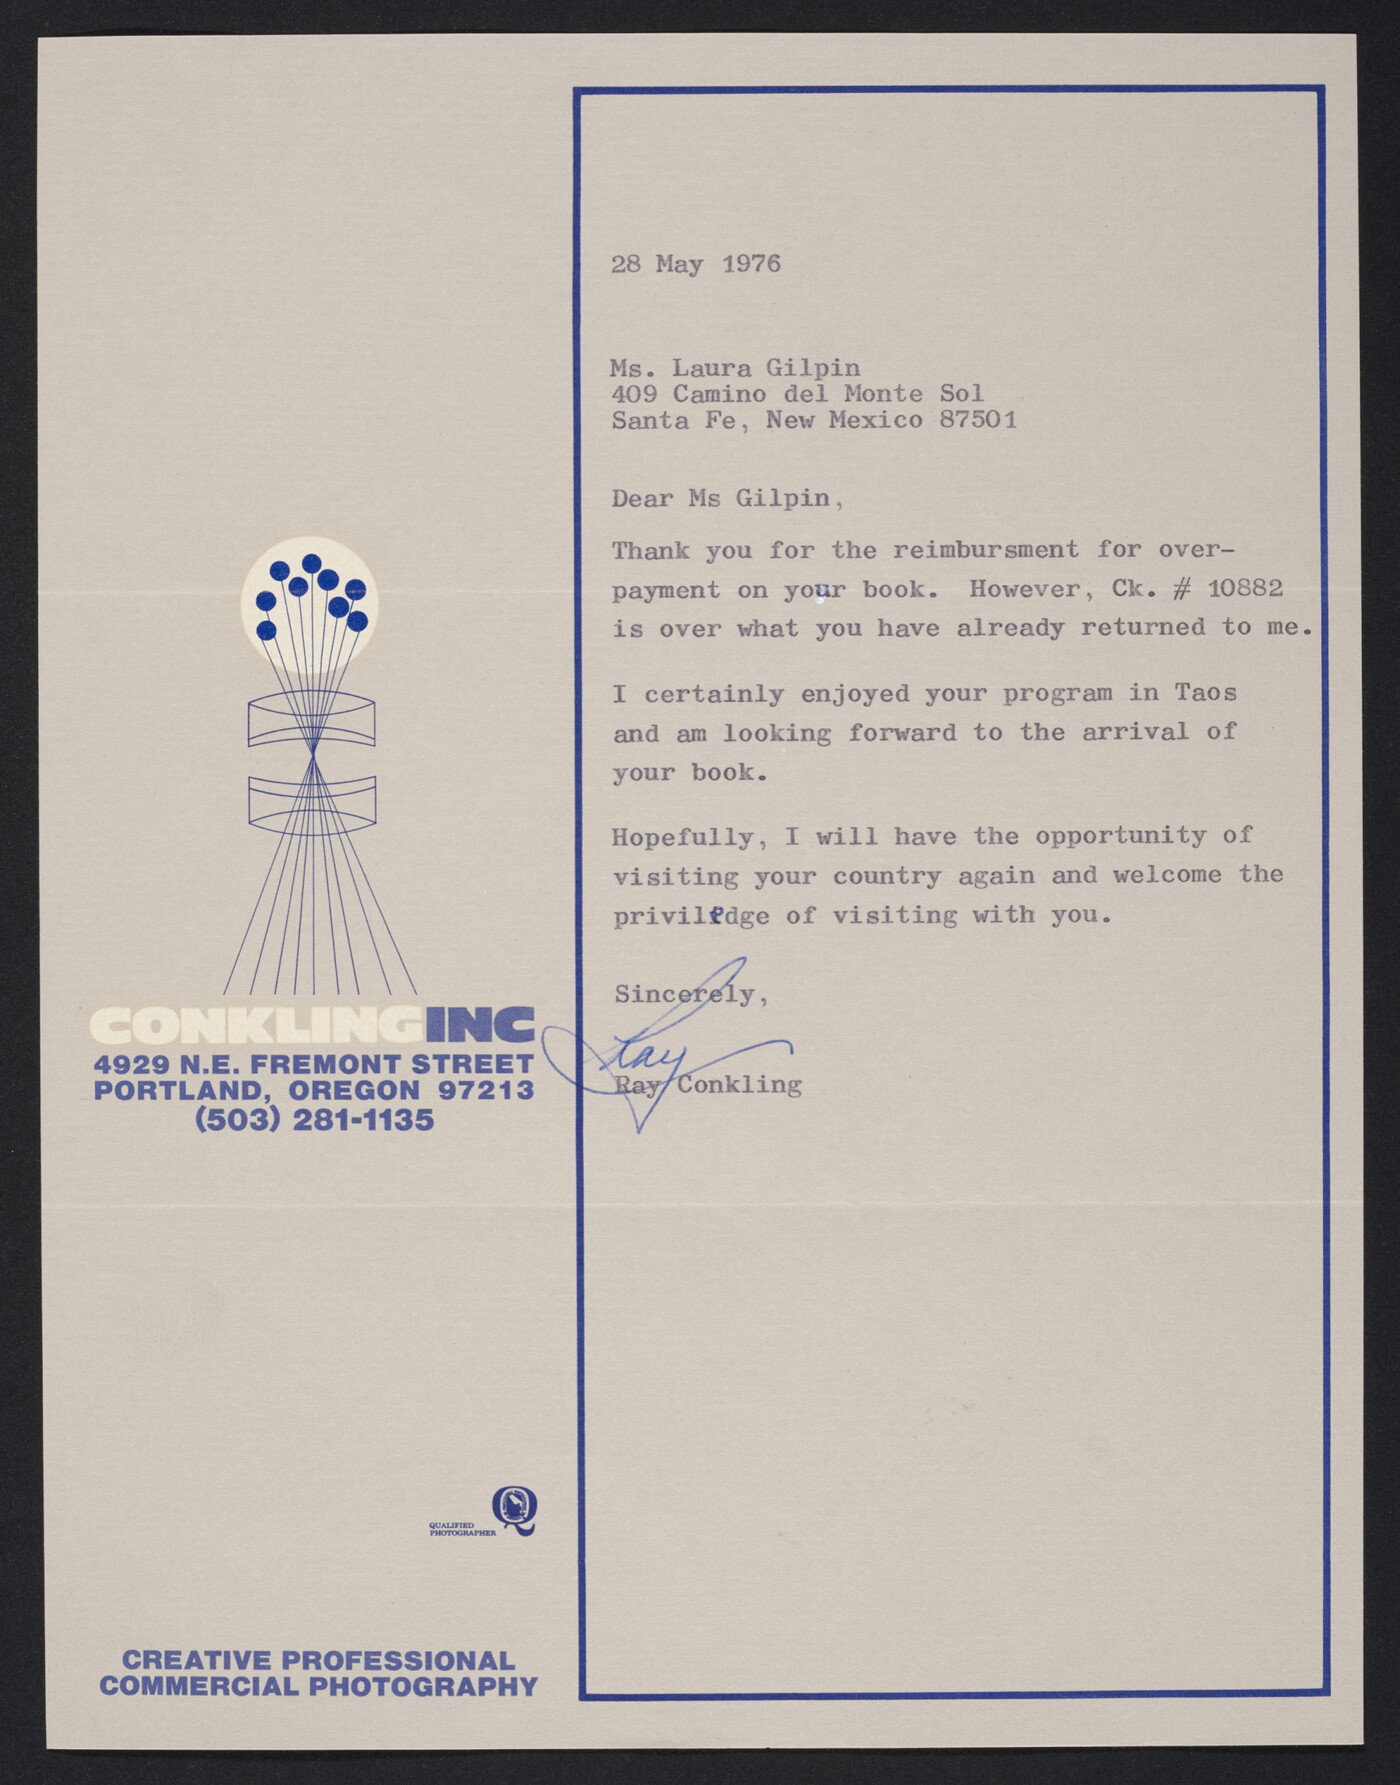 28 May 1976
Ms. Laura Gilpin
409 Camino del Monte Sol
Santa Fe, New Mexico 87501
Dear Ms Gilpin,
Thank you for the reimbursment for over-
payment on your book.  However, Ck. # 10882
is over what you have already returned to me.
I certainly enjoyed your program in Taos
and am looking forward to the arrival of
your book.
Hopefully, I will have the opportunity of
visiting your country again and welcome the
priviledge of visiting with you.
Sincerely,
Ray
Ray Conkling
CONKLINGINC
4929 N.E. FREMONT STREET
PORTLAND, OREGON 97213
(503) 281-1135
QUALIFIED
PHOTOGRAPHER
Q
CREATIVE PROFESSIONAL
COMMERCIAL PHOTOGRAPHY